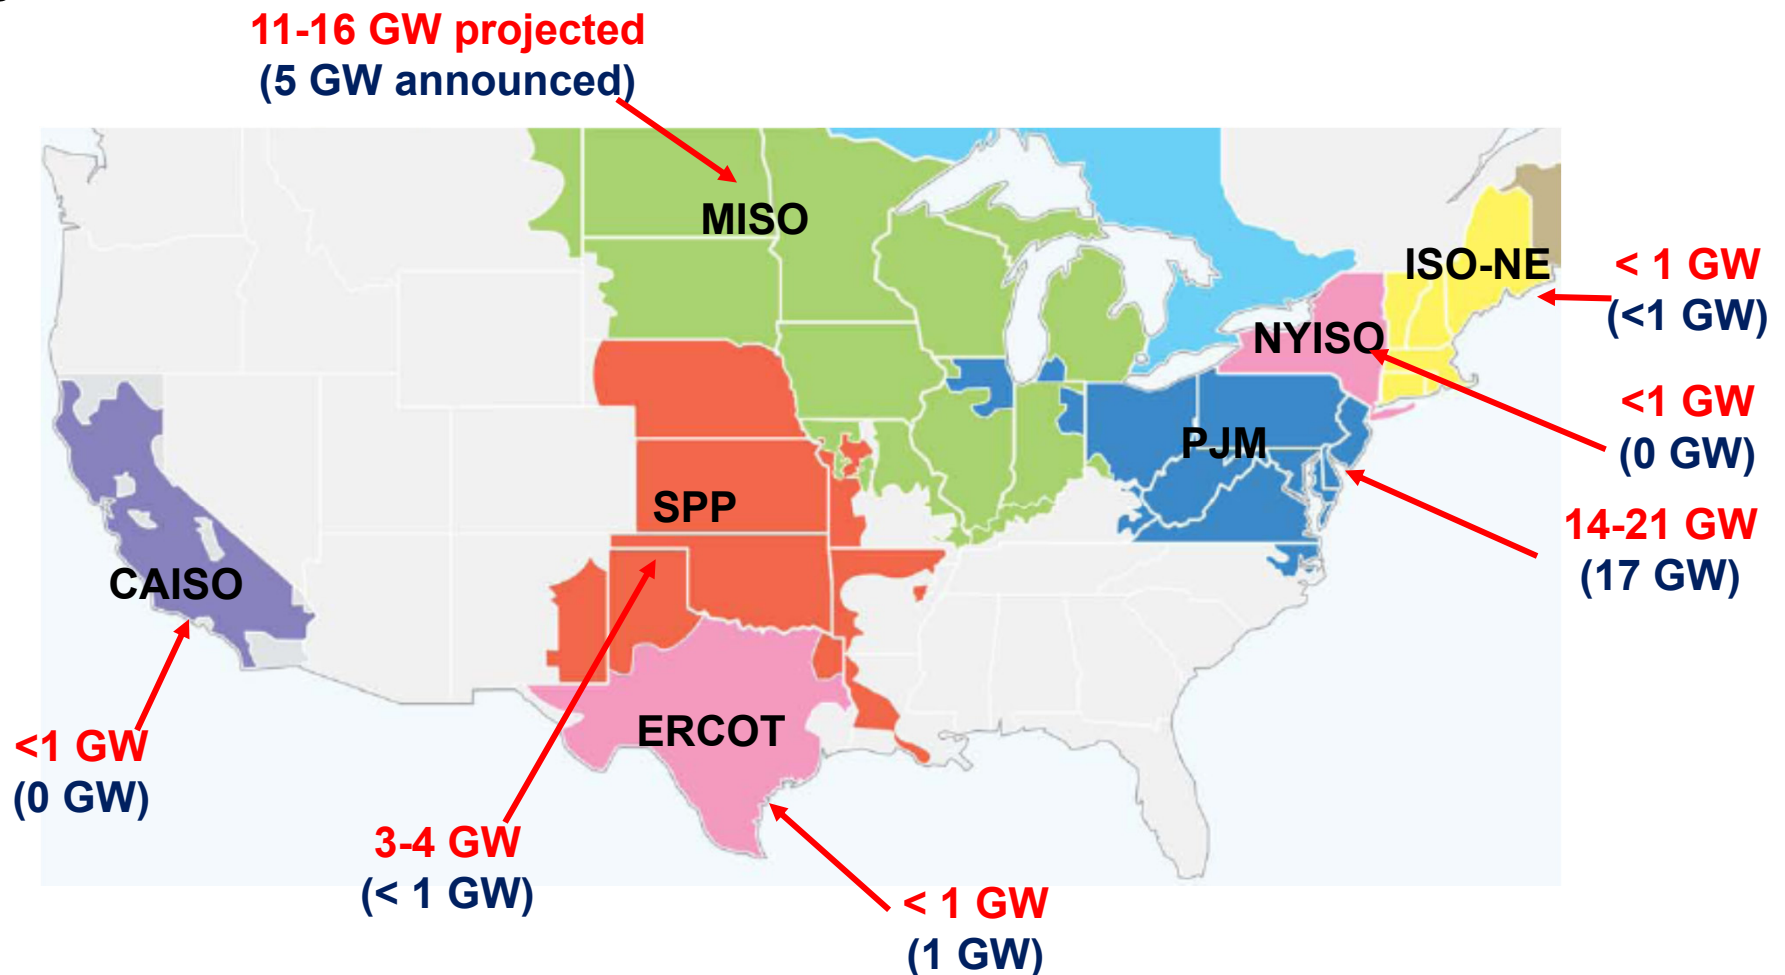 11-16 GW projected
(5 GW announced)
MISO
ISO-NE
< 1 GW
(<1 GW)
NYISO
<1 GW
(0 GW)
PJM
14-21 GW
(17 GW)
SPP
CAISO
<1 GW
(0 GW)
ERCOT
3-4 GW
(< 1 GW)
< 1 GW
(1 GW)